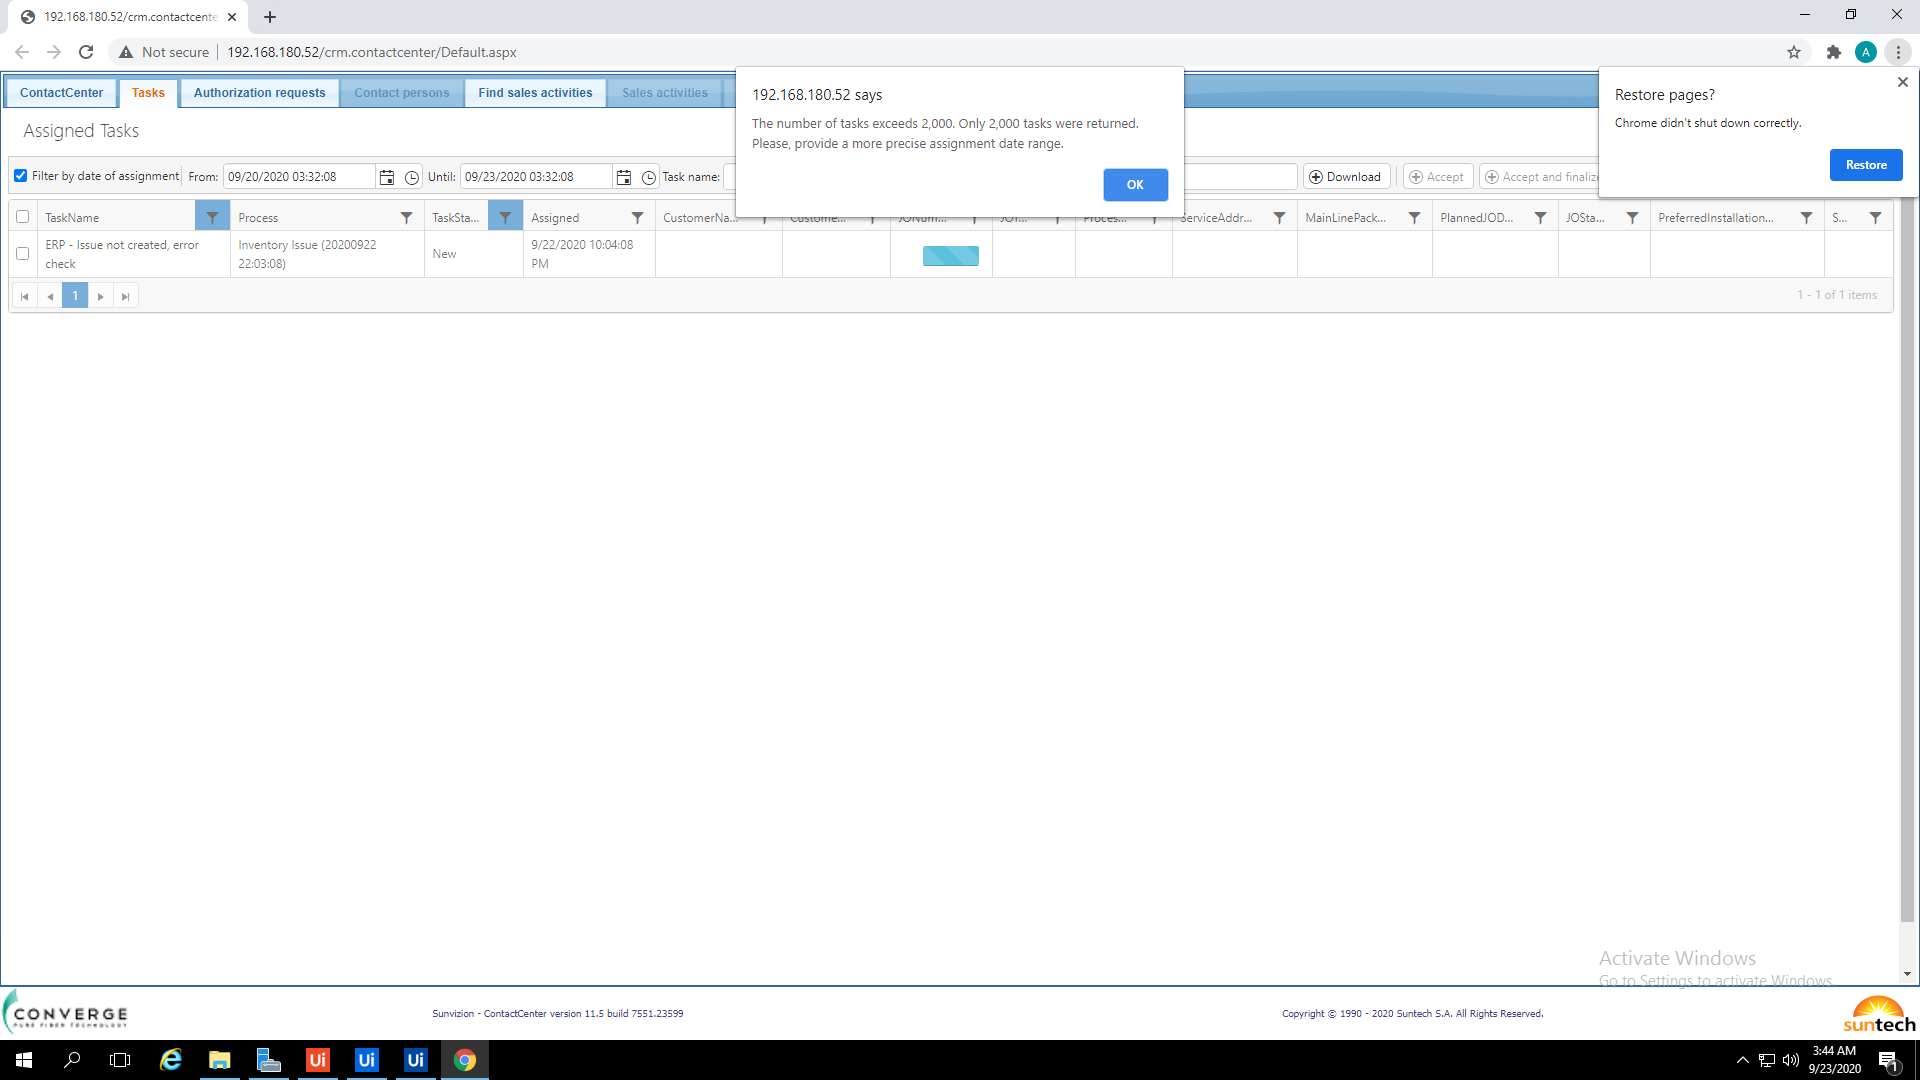 192.168.180.52/crm.contactcente
Not secure
192.168.180.52/crm.contactcenter/Default.aspx
A
ContactCenter
Tasks
Authorization requests
Contact persons
Find sales activities
Sales activities
192.168.180.52 says
The number of tasks exceeds 2,000. Only 2,000 tasks were returned.
Please, provide a more precise assignment date range.
OK
Restore pages?
Chrome didn't shut down correctly.
Restore
Assigned Tasks
Filter by date of assignment
From:
09/20/2020 03:32:08
Until:
09/23/2020 03:32:08
Task name:
Download
Accept
Accept and finalize
TaskName
Process
TaskSta...
Assigned
CustomerNa...
Custome...
JONum...
JOT...
Proces...
ServiceAddr...
MainLinePack...
PlannedJOD...
JOSta...
PreferredInstallation...
S...
ERP - Issue not created, error
check
Inventory Issue (20200922
22:03:08)
New
9/22/2020 10:04:08
PM
1
1 - 1 of 1 items
Activate Windows
Go to Settings to activate Windows.
CONVERGE
PURE FIBER TECHNOLOGY
Sunvizion - ContactCenter version 11.5 build 7551.23599
Copyright © 1990 - 2020 Suntech S.A. All Rights Reserved.
suntech
Ui
Ui
Ui
3:44 AM
9/23/2020
1